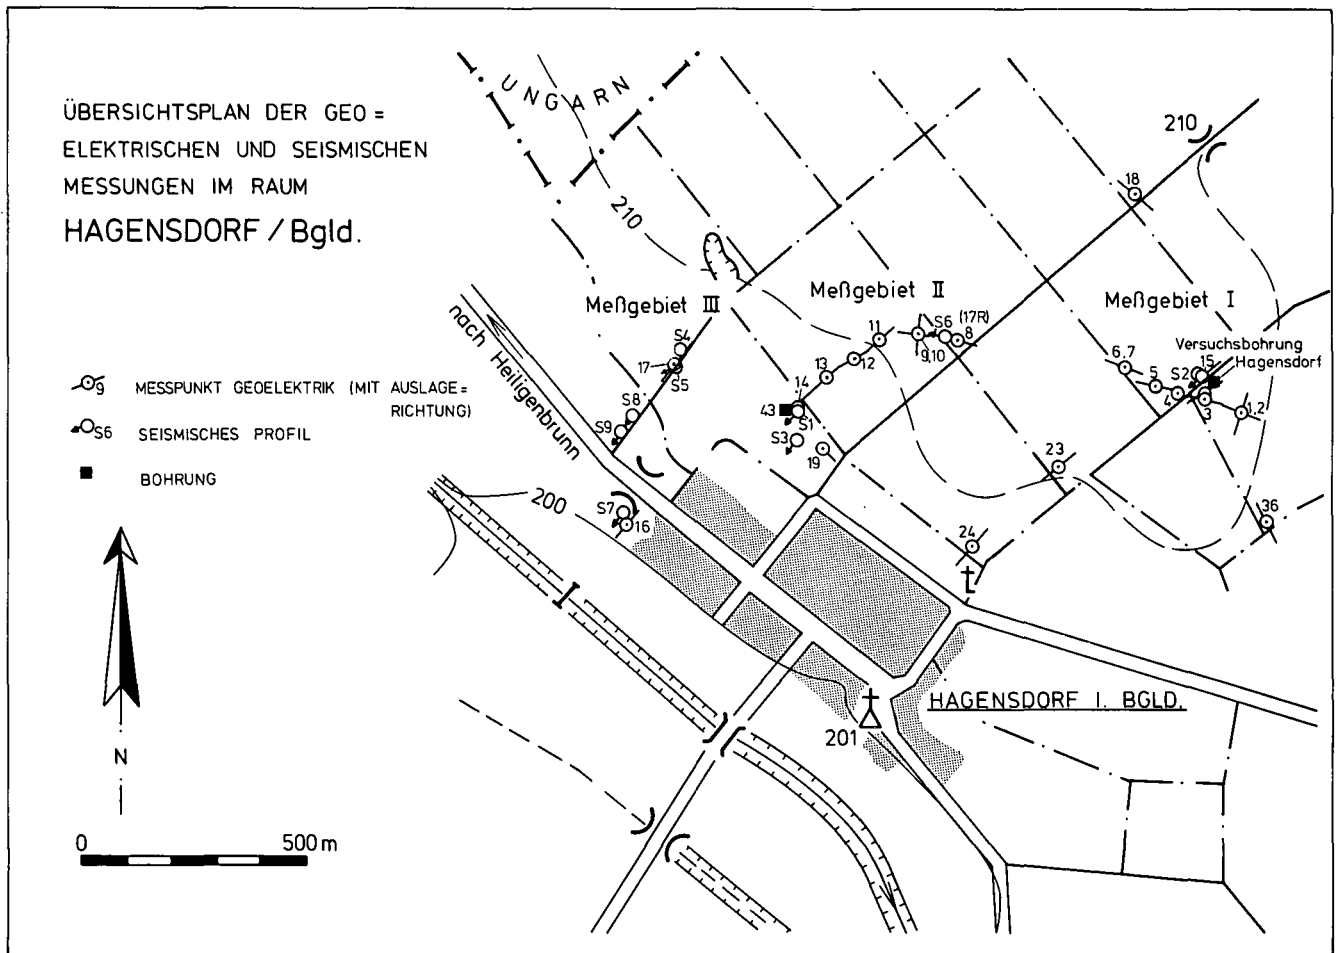 ÜBERSICHTSPLAN DER GEO =
ELEKTRISCHEN UND SEISMISCHEN
MESSUNGEN IM RAUM
HAGENSDORF / Bgld.
9 MESSPUNKT GEOELEKTRIK (MIT AUSLAGE =
RICHTUNG)
S6 SEISMISCHES PROFIL
BOHRUNG
N
0 500 m
UNGARN
210
210
18
Meßgebiet III
Meßgebiet II
Meßgebiet I
nach Heiligenbrunn
S4
17
S5
S8
S9
S7
16
200
11
S6
(17R)
8
9,10
12
13
14
43
S1
S3
19
Versuchsbohrung
Hagensdorf
6,7
5
4
S2
15
3
1,2
23
24
36
HAGENSDORF I. BGLD.
201